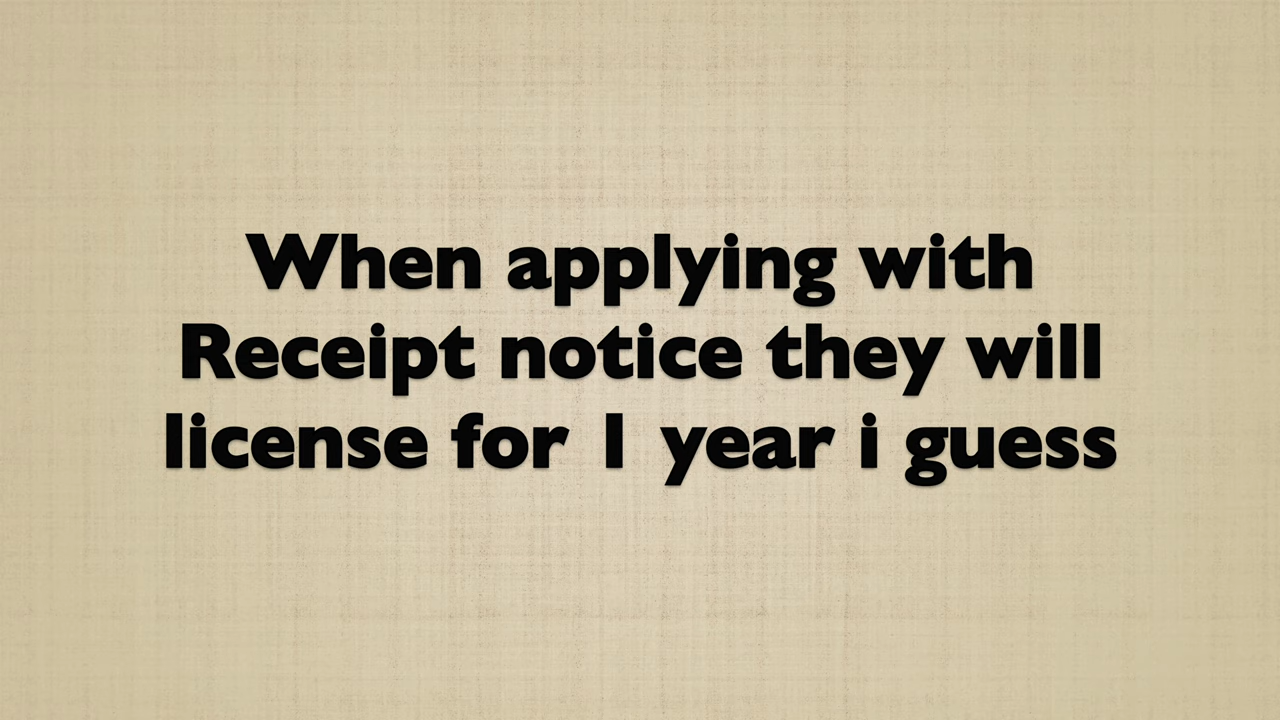 When applying with
Receipt notice they will
license for 1 year i guess